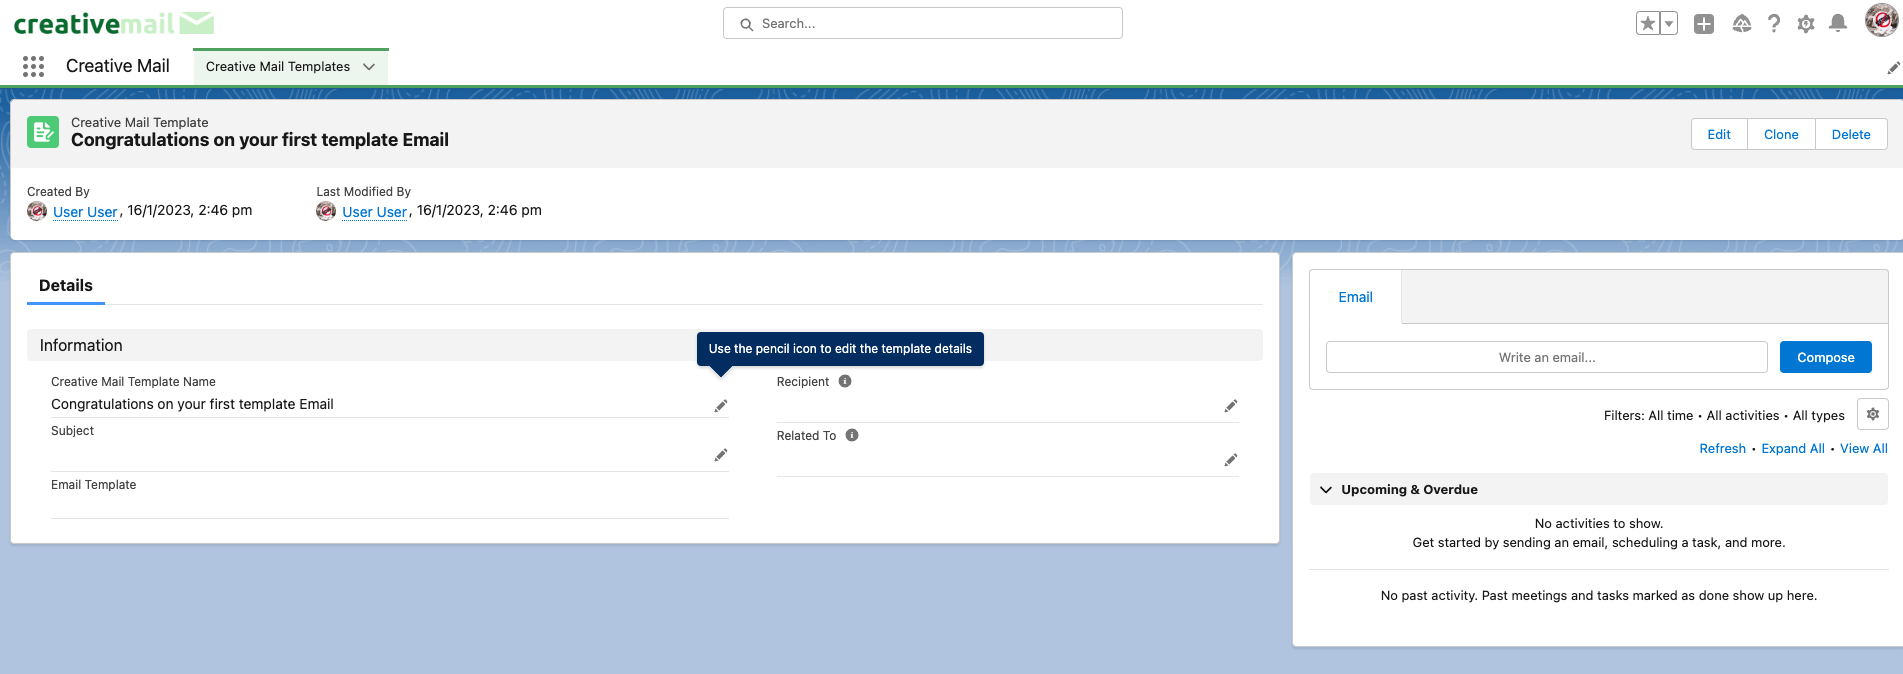 creativemail
Search...
Creative Mail
Creative Mail Templates
Creative Mail Template
Congratulations on your first template Email
Edit
Clone
Delete
Created By
User User, 16/1/2023, 2:46 pm
Last Modified By
User User, 16/1/2023, 2:46 pm
Details
Information
Use the pencil icon to edit the template details
Creative Mail Template Name
Congratulations on your first template Email
Subject
Email Template
Recipient
Related To
Email
Write an email...
Compose
Filters: All time • All activities • All types
Refresh • Expand All • View All
Upcoming & Overdue
No activities to show.
Get started by sending an email, scheduling a task, and more.
No past activity. Past meetings and tasks marked as done show up here.